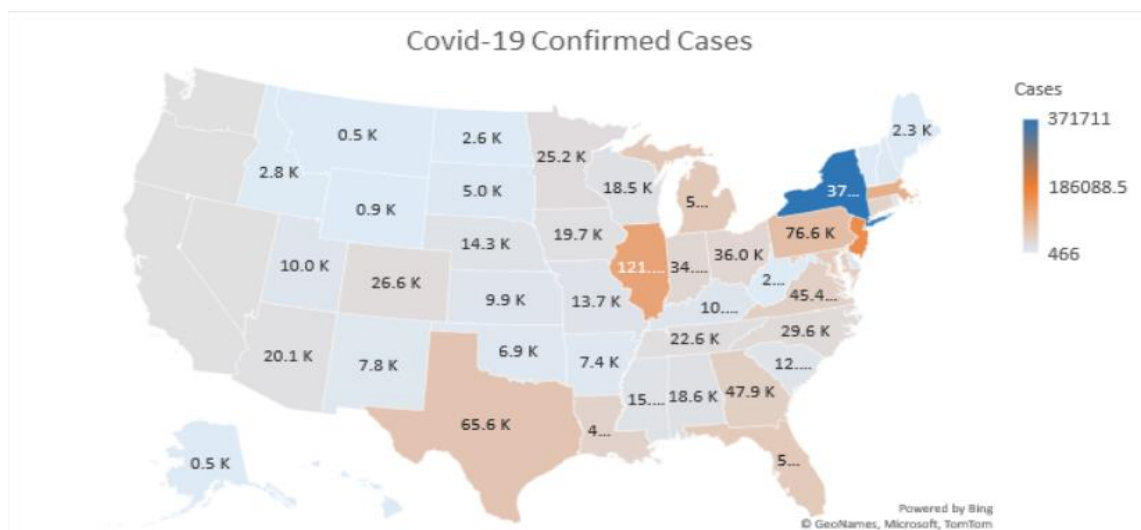 Covid-19 Confirmed Cases
Cases
371711
186088.5
466
2.3 K
0.5 K
2.6 K
25.2 K
2.8 K
5.0 K
18.5 K
37...
0.9 K
5...
76.6 K
14.3 K
19.7 K
36.0 K
10.0 K
121....
34....
26.6 K
2...
9.9 K
13.7 K
45.4...
10....
29.6 K
22.6 K
20.1 K
7.8 K
6.9 K
7.4 K
12....
15....
18.6 K
47.9 K
65.6 K
4...
5...
0.5 K
Powered by Bing
© GeoNames, Microsoft, TomTom